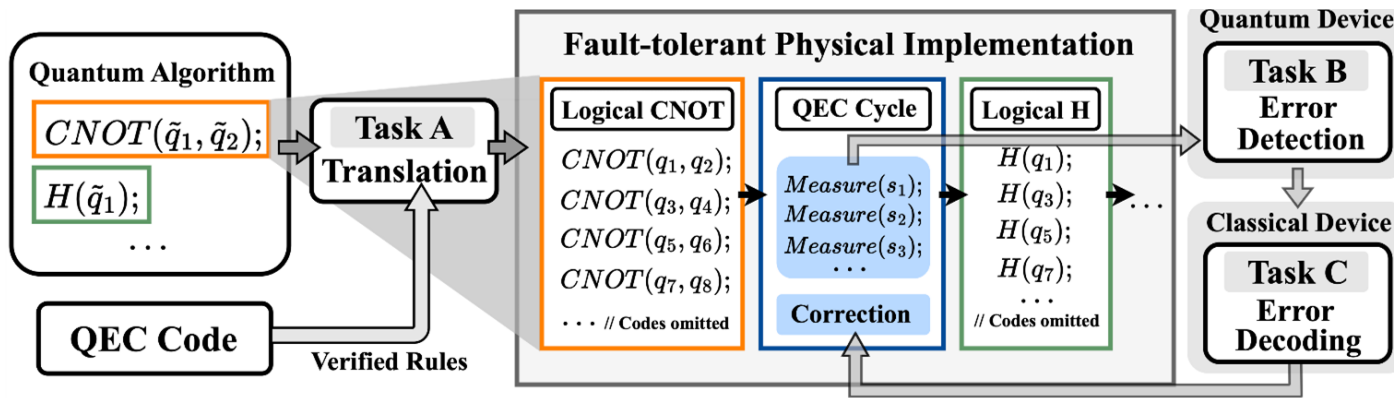 Quantum Algorithm
CNOT(q̃₁, q̃₂);
H(q̃₁);
...
QEC Code
Task A
Translation
Verified Rules
Fault-tolerant Physical Implementation
Logical CNOT
CNOT(q₁, q₂);
CNOT(q₃, q₄);
CNOT(q₅, q₆);
CNOT(q₇, q₈);
... // Codes omitted
QEC Cycle
Measure(s₁);
Measure(s₂);
Measure(s₃);
...
Correction
Logical H
H(q₁);
H(q₃);
H(q₅);
H(q₇);
...
// Codes omitted
...
Quantum Device
Task B
Error
Detection
Classical Device
Task C
Error
Decoding